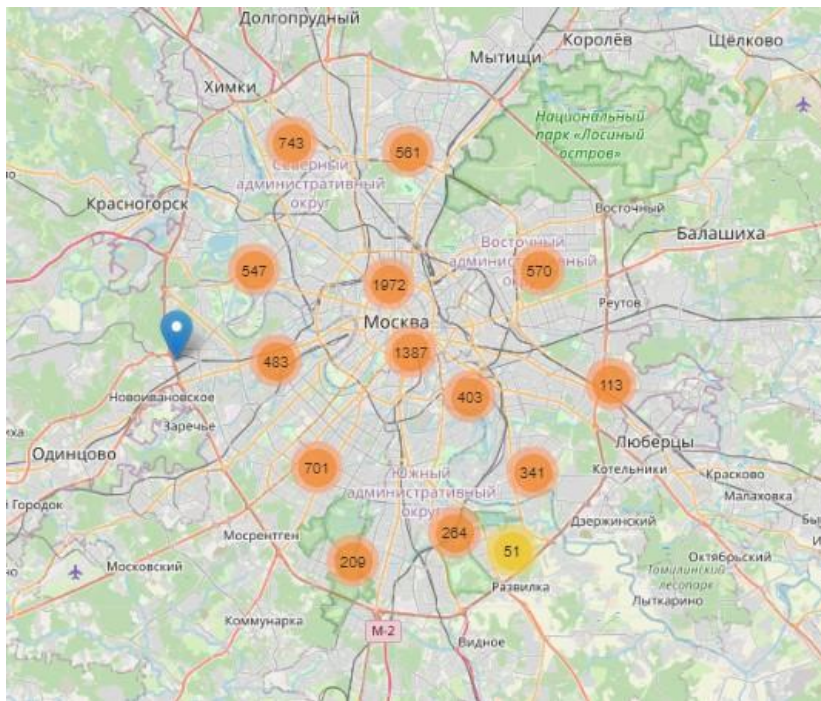 Долгопрудный
Королёв
Щёлково
Мытищи
Химки
Национальный
парк «Лосиный
остров»
743
561
Северный
административный
округ
Красногорск
Восточный
Балашиха
Восточный
административный
округ
547
1972
570
Реутов
Москва
483
1387
403
113
Новоивановское
Заречье
Одинцово
Люберцы
701
341
Котельники
Красково
Малаховка
Южный
административный
округ
Городок
Мосрентген
264
51
Дзержинский
209
Московский
Октябрьский
Томилинский
лесопарк
Развилка
Лыткарино
Коммунарка
М-2
Видное